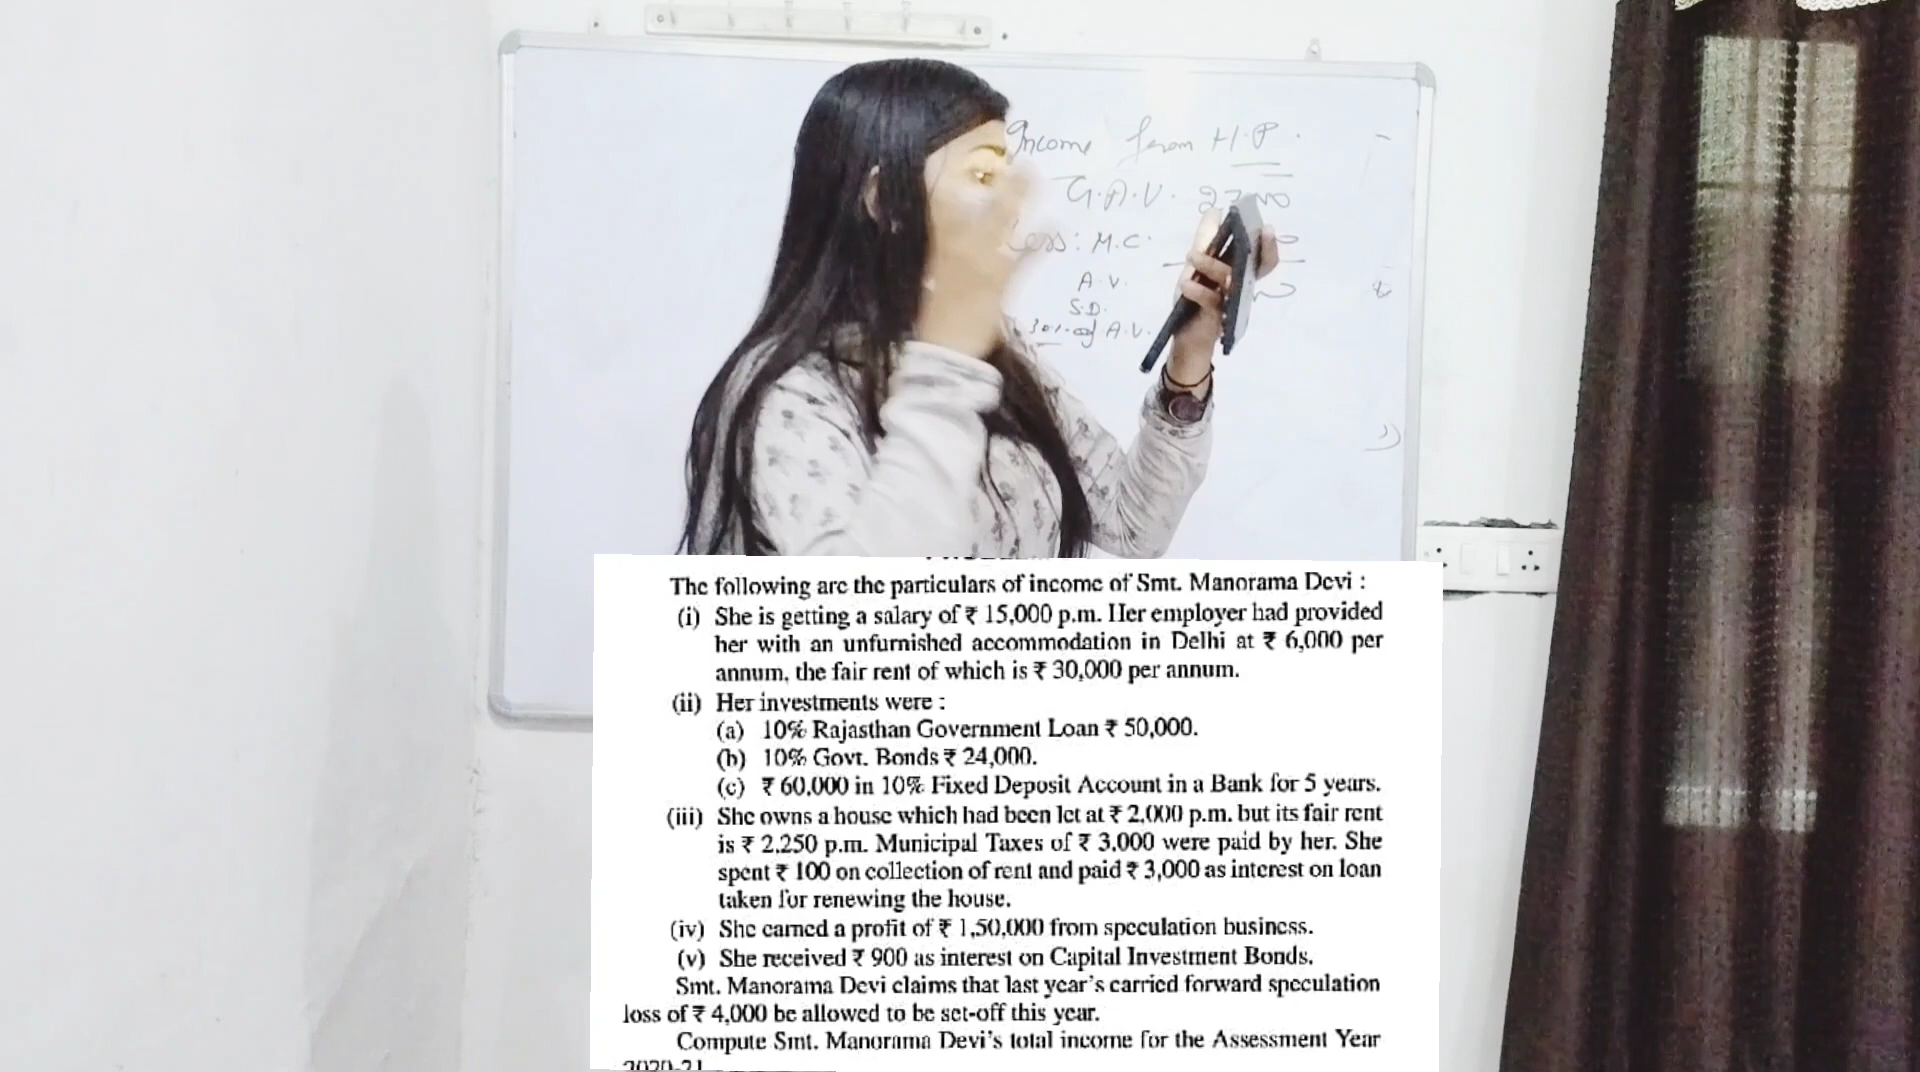 Income from H.P.
G.A.V.
Less: M.C.
A.V.
S.D.
30% of A.V.
The following are the particulars of income of Smt. Manorama Devi :
(i) She is getting a salary of ₹ 15,000 p.m. Her employer had provided
her with an unfurnished accommodation in Delhi at ₹ 6,000 per
annum, the fair rent of which is ₹ 30,000 per annum.
(ii) Her investments were :
(a) 10% Rajasthan Government Loan ₹ 50,000.
(b) 10% Govt. Bonds ₹ 24,000.
(c) ₹ 60,000 in 10% Fixed Deposit Account in a Bank for 5 years.
(iii) She owns a house which had been let at ₹ 2,000 p.m. but its fair rent
is ₹ 2,250 p.m. Municipal Taxes of ₹ 3,000 were paid by her. She
spent ₹ 100 on collection of rent and paid ₹ 3,000 as interest on loan
taken for renewing the house.
(iv) She earned a profit of ₹ 1,50,000 from speculation business.
(v) She received ₹ 900 as interest on Capital Investment Bonds.
Smt. Manorama Devi claims that last year's carried forward speculation
loss of ₹ 4,000 be allowed to be set-off this year.
Compute Smt. Manorama Devi's total income for the Assessment Year
2020-21